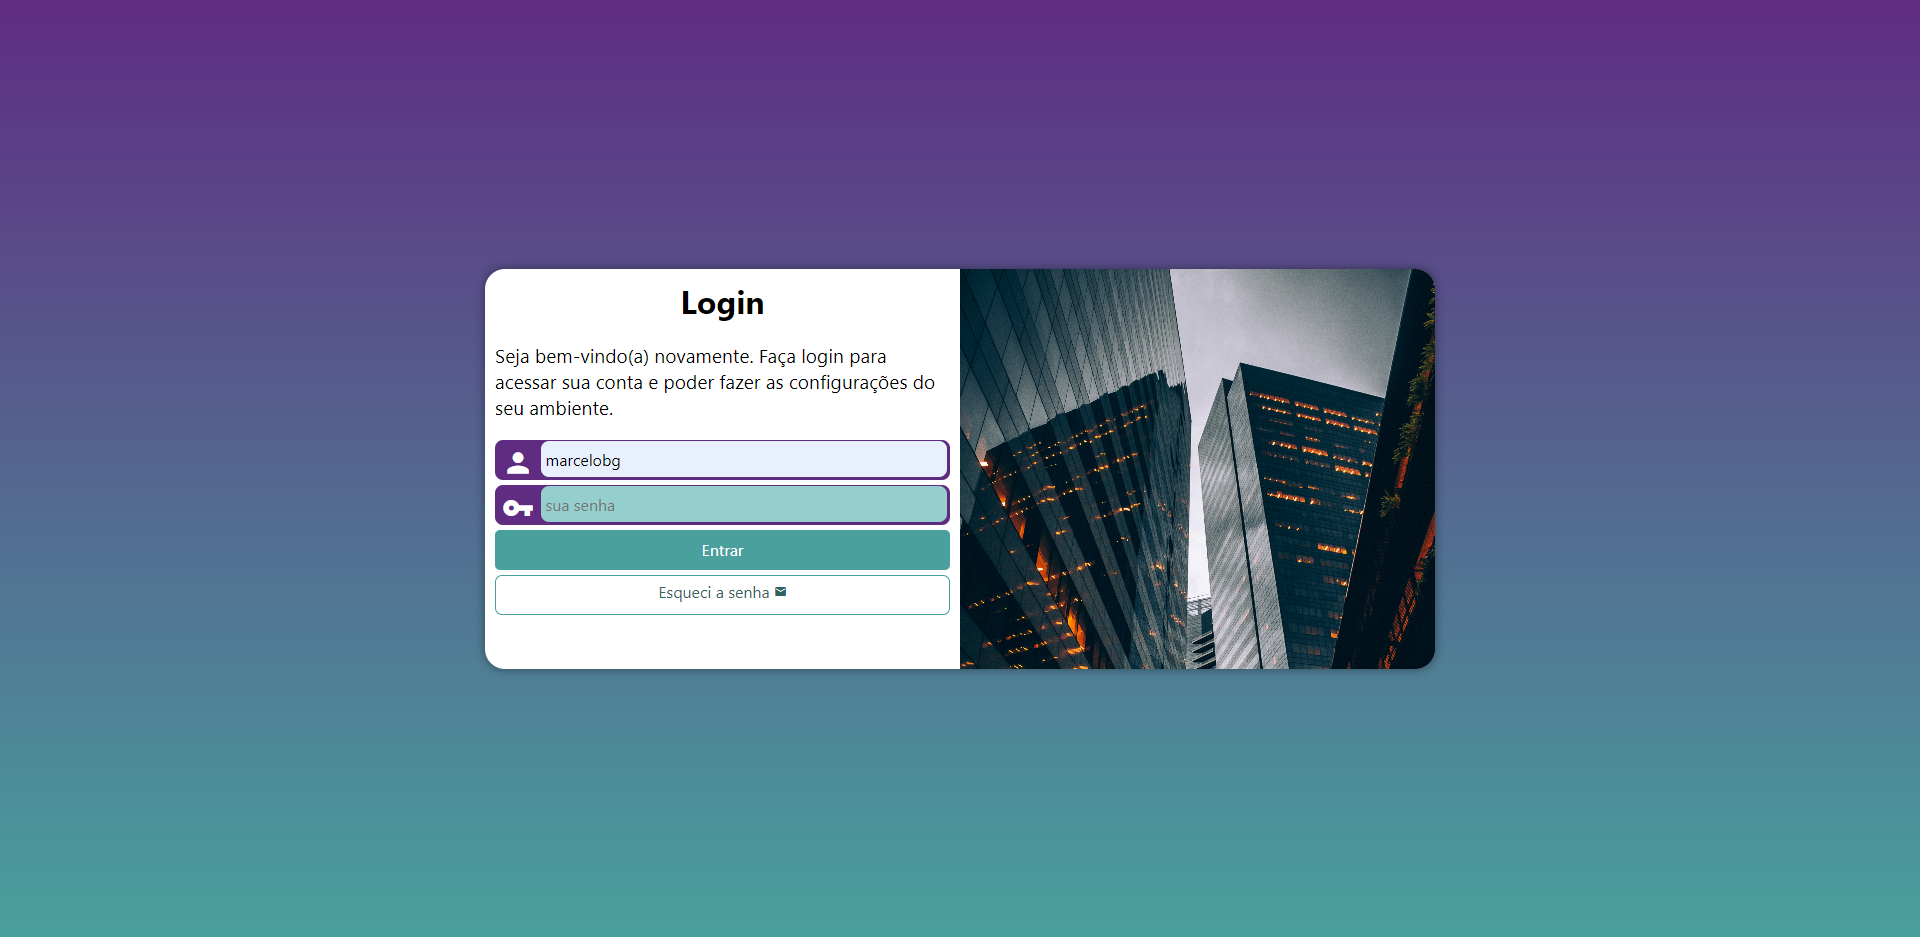 Login
Seja bem-vindo(a) novamente. Faça login para
acessar sua conta e poder fazer as configurações do
seu ambiente.
marcelobg
sua senha
Entrar
Esqueci a senha